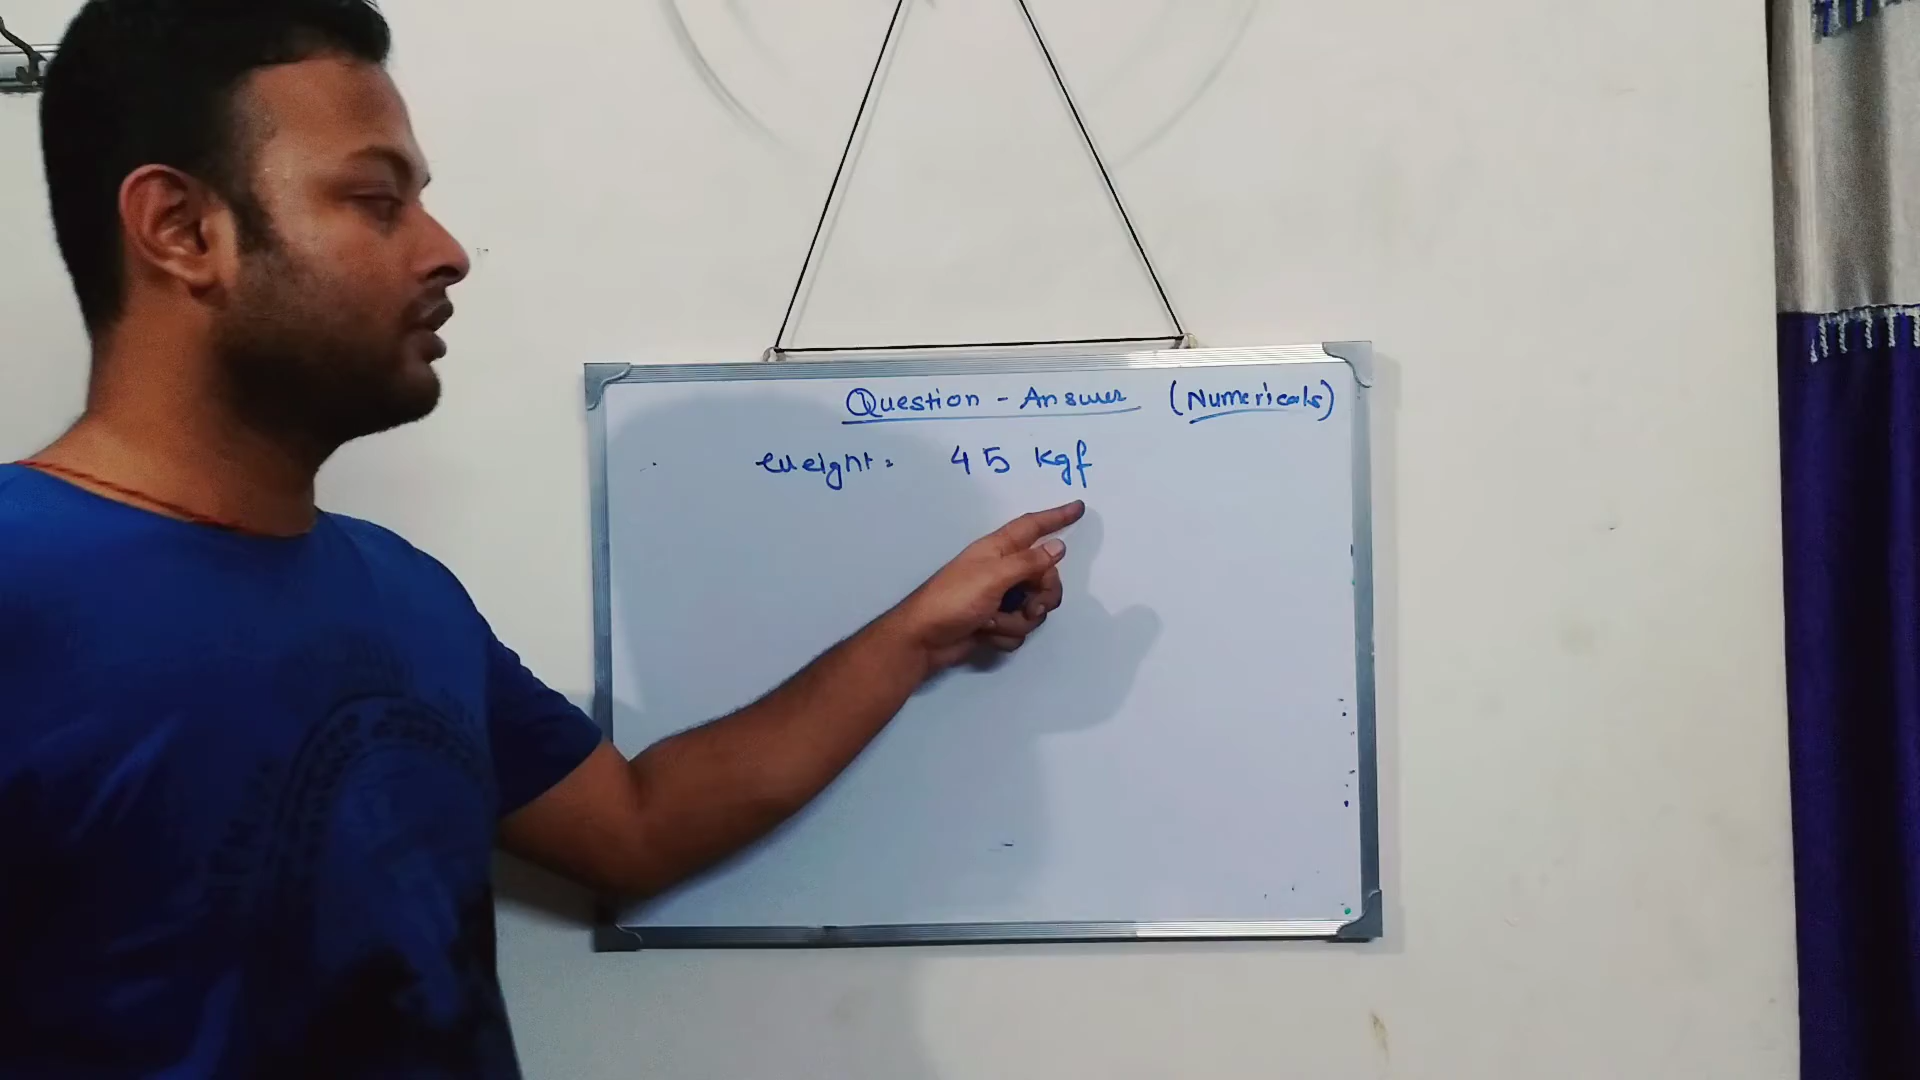 Question - Answer (Numericals)
Weight = 45 kgf